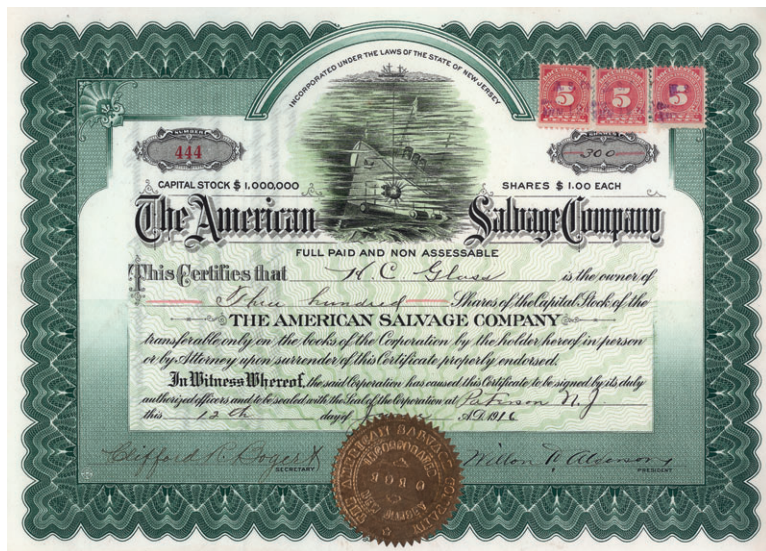 INCORPORATED UNDER THE LAWS OF THE STATE OF NEW JERSEY
5 5 5
NUMBER
444
SHARES
300
CAPITAL STOCK $ 1,000,000
SHARES $ 1.00 EACH
The American Salvage Company
FULL PAID AND NON ASSESSABLE
This Certifies that H. C. Glass is the owner of
Three hundred Shares of the Capital Stock of the
THE AMERICAN SALVAGE COMPANY
transferable only on the books of the Corporation by the holder hereof in person
or by Attorney upon surrender of this Certificate properly endorsed.
In Witness Whereof, the said Corporation has caused this Certificate to be signed by its duly
authorized officers and to be sealed with the Seal of the Corporation at Paterson N. J.
this 12th day of A.D. 1916
Clifford R. Rogers
SECRETARY
PRESIDENT